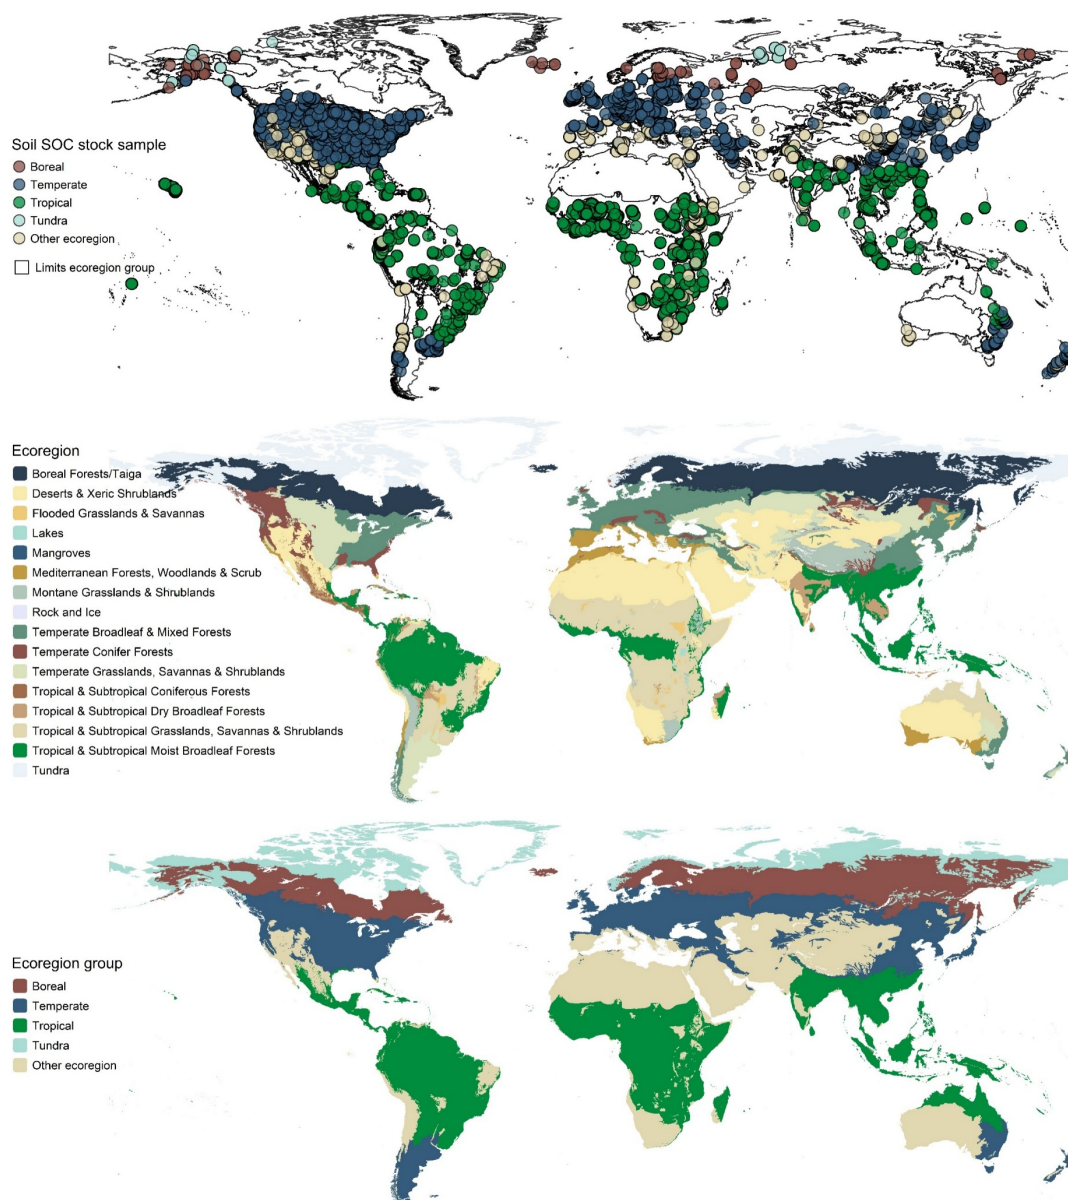 Soil SOC stock sample
Boreal
Temperate
Tropical
Tundra
Other ecoregion
Limits ecoregion group
Ecoregion
Boreal Forests/Taiga
Deserts & Xeric Shrublands
Flooded Grasslands & Savannas
Lakes
Mangroves
Mediterranean Forests, Woodlands & Scrub
Montane Grasslands & Shrublands
Rock and Ice
Temperate Broadleaf & Mixed Forests
Temperate Conifer Forests
Temperate Grasslands, Savannas & Shrublands
Tropical & Subtropical Coniferous Forests
Tropical & Subtropical Dry Broadleaf Forests
Tropical & Subtropical Grasslands, Savannas & Shrublands
Tropical & Subtropical Moist Broadleaf Forests
Tundra
Ecoregion group
Boreal
Temperate
Tropical
Tundra
Other ecoregion